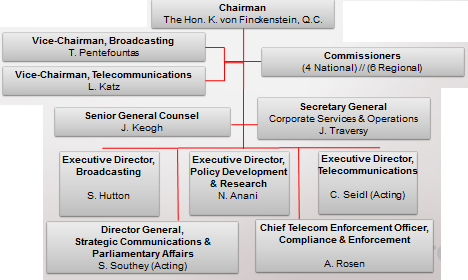 Chairman
The Hon. K. von Finckenstein, Q.C.
Vice-Chairman, Broadcasting
T. Pentefountas
Vice-Chairman, Telecommunications
L. Katz
Commissioners
(4 National) // (6 Regional)
Senior General Counsel
J. Keogh
Secretary General
Corporate Services & Operations
J. Traversy
Executive Director,
Broadcasting
S. Hutton
Executive Director,
Policy Development
& Research
N. Anani
Executive Director,
Telecommunications
C. Seidl (Acting)
Director General,
Strategic Communications &
Parliamentary Affairs
S. Southey (Acting)
Chief Telecom Enforcement Officer,
Compliance & Enforcement
A. Rosen